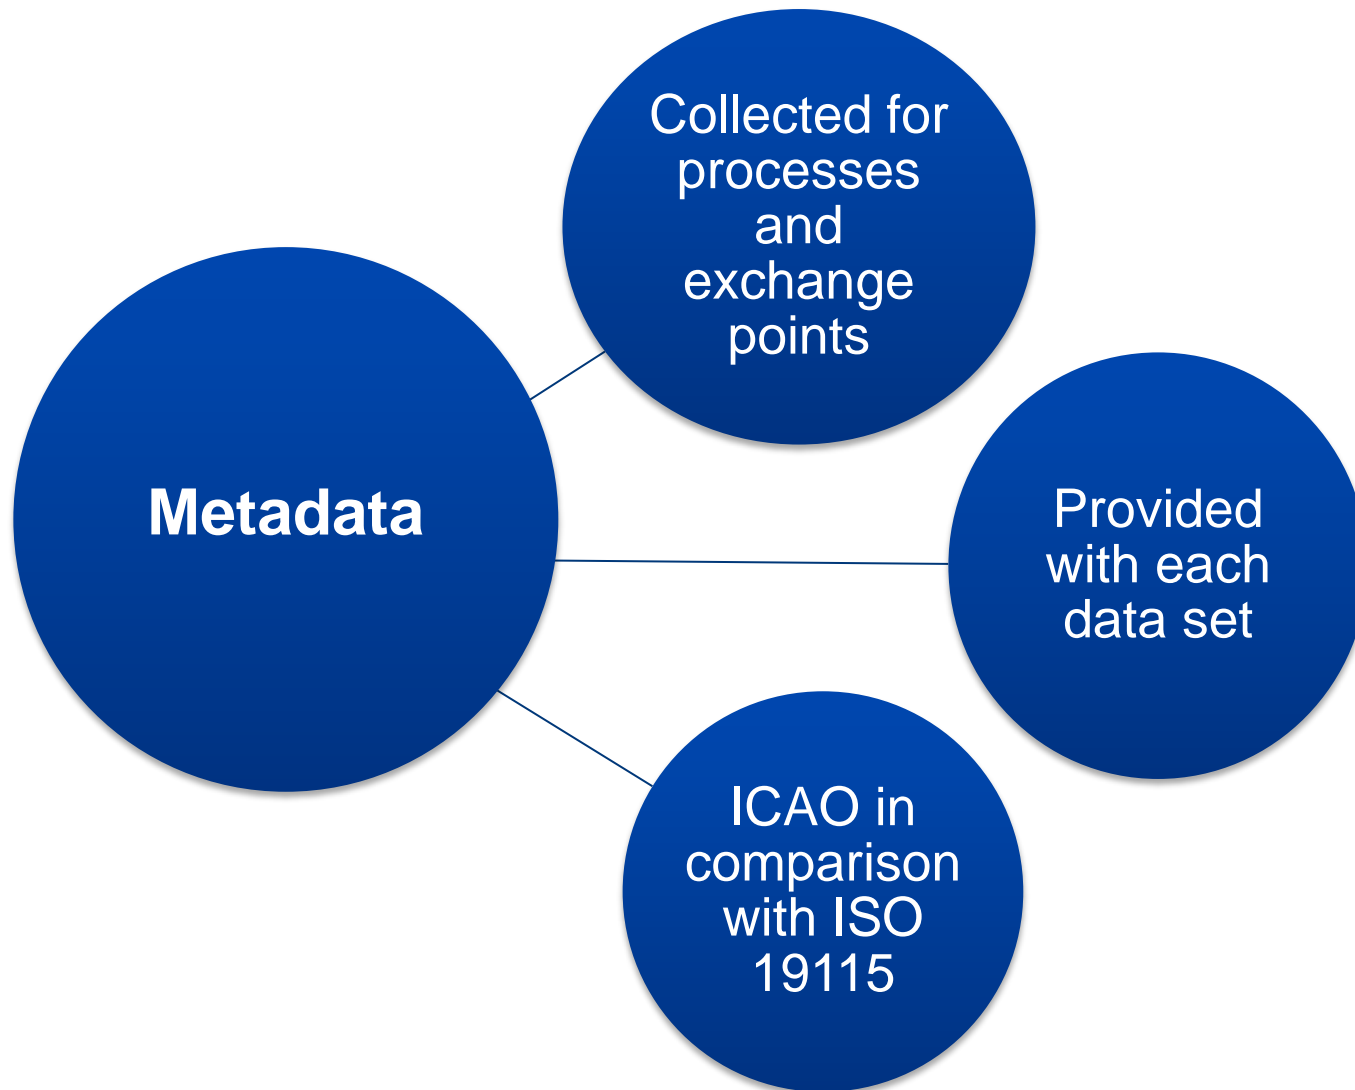 Collected for
processes
and
exchange
points
Metadata
Provided
with each
data set
ICAO in
comparison
with ISO
19115